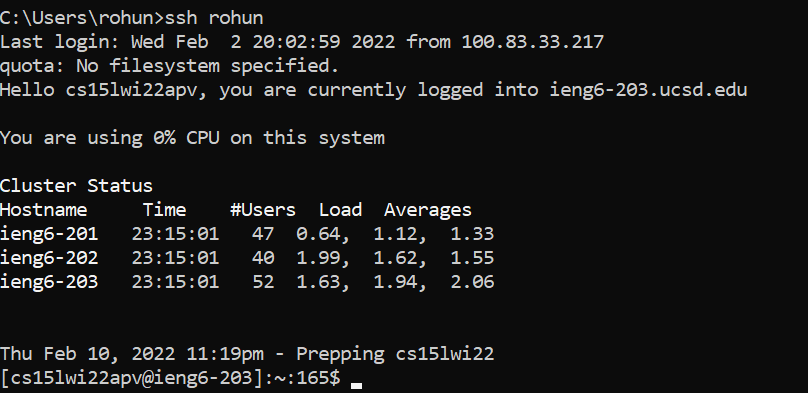 C:\Users\rohun>ssh rohun
Last login: Wed Feb  2 20:02:59 2022 from 100.83.33.217
quota: No filesystem specified.
Hello cs15lwi22apv, you are currently logged into ieng6-203.ucsd.edu
You are using 0% CPU on this system
Cluster Status
Hostname     Time    #Users  Load  Averages
ieng6-201   23:15:01   47  0.64,  1.12,  1.33
ieng6-202   23:15:01   40  1.99,  1.62,  1.55
ieng6-203   23:15:01   52  1.63,  1.94,  2.06
Thu Feb 10, 2022 11:19pm - Prepping cs15lwi22
[cs15lwi22apv@ieng6-203]:~:165$